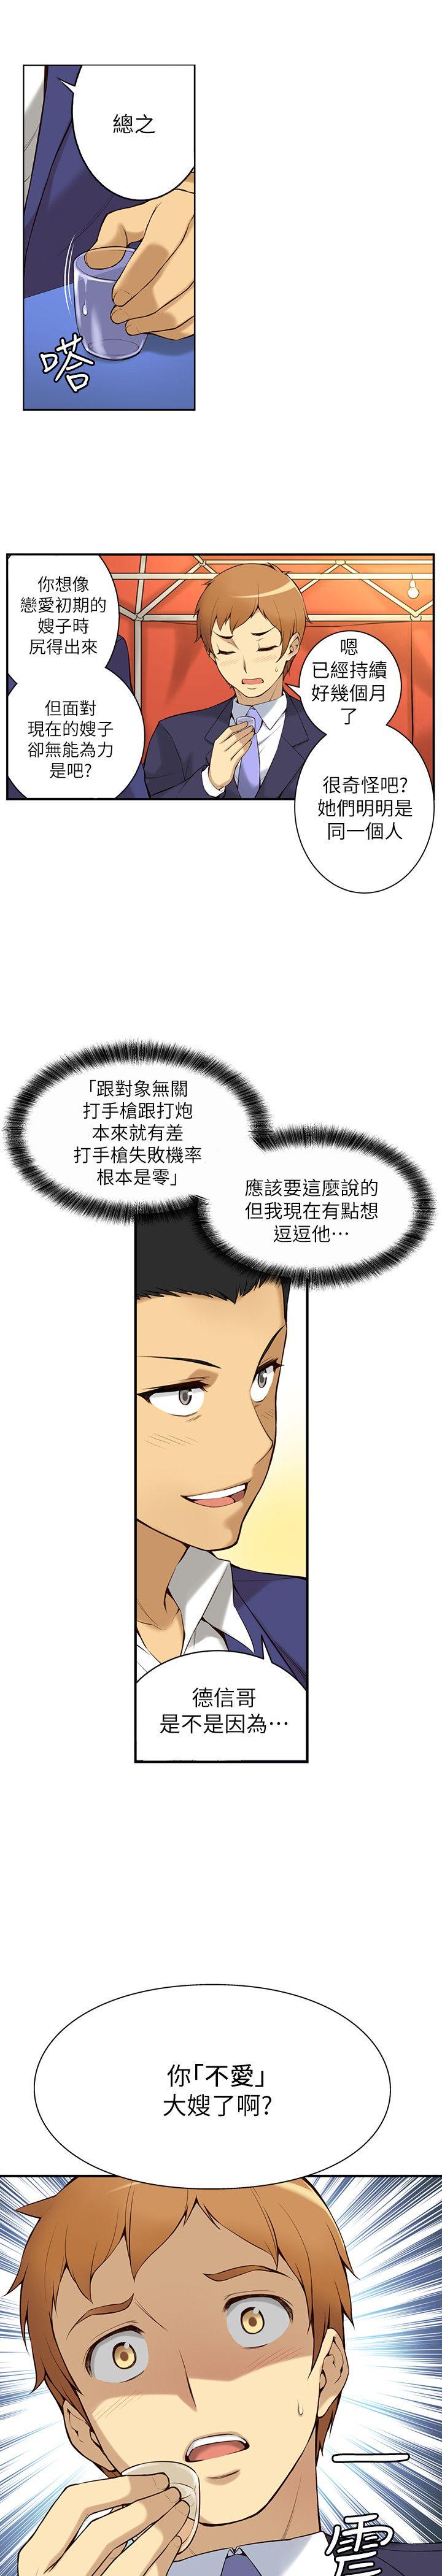 總之
嗒
你想像
戀愛初期的
嫂子時
尻得出來
但面對
現在的嫂子
卻無能為力
是吧?
嗯
已經持續
好幾個月
了
很奇怪吧?
她們明明是
同一個人
「跟對象無關
打手槍跟打炮
本來就有差
打手槍失敗機率
根本是零」
應該要這麼說的
但我現在有點想
逗逗他…
德信哥
是不是因為…
你「不愛」
大嫂了啊?